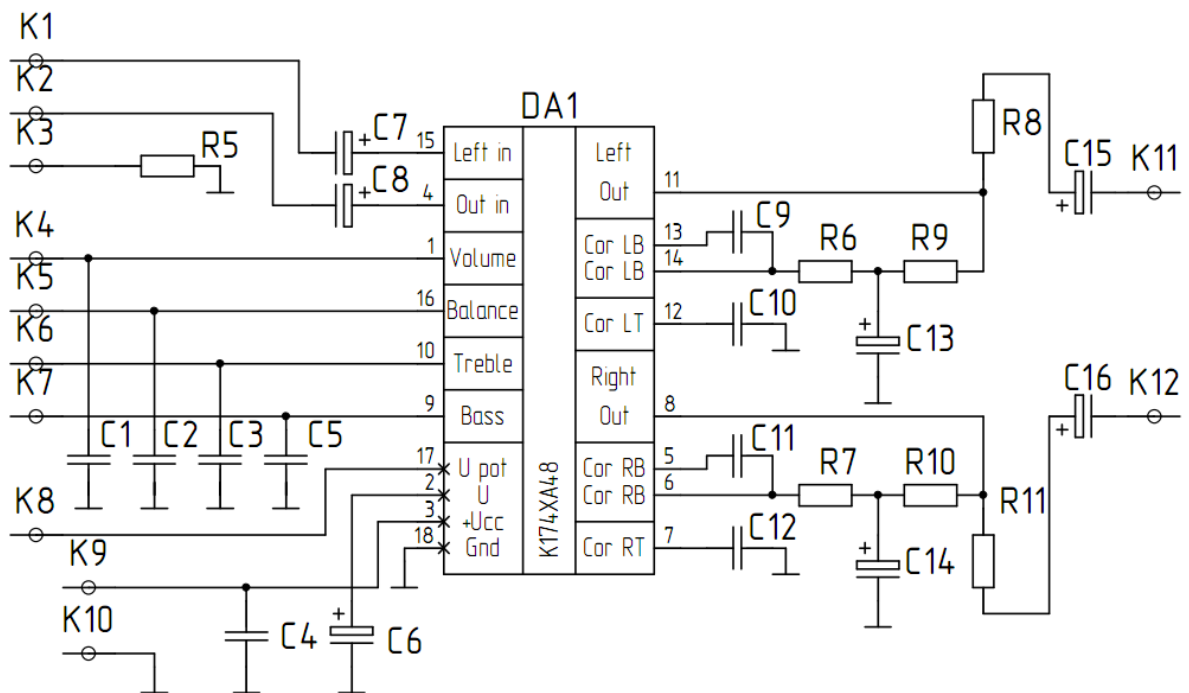 K1
K2
K3
R5
K4
K5
K6
K7
C1
C2
C3
C5
K8
K9
K10
C4
C6
+
C7
+
C8
+
DA1
15
Left in
4
Out in
1
Volume
16
Balance
10
Treble
9
Bass
17
U pot
2
U
3
+Ucc
18
Gnd
K174XA48
Left
Out
11
Cor LB
13
Cor LB
14
Cor LT
12
Right
Out
8
Cor RB
5
Cor RB
6
Cor RT
7
C9
R6
R9
C10
+
C13
R8
C15
+
K11
C11
R7
R10
C12
+
C14
R11
C16
+
K12